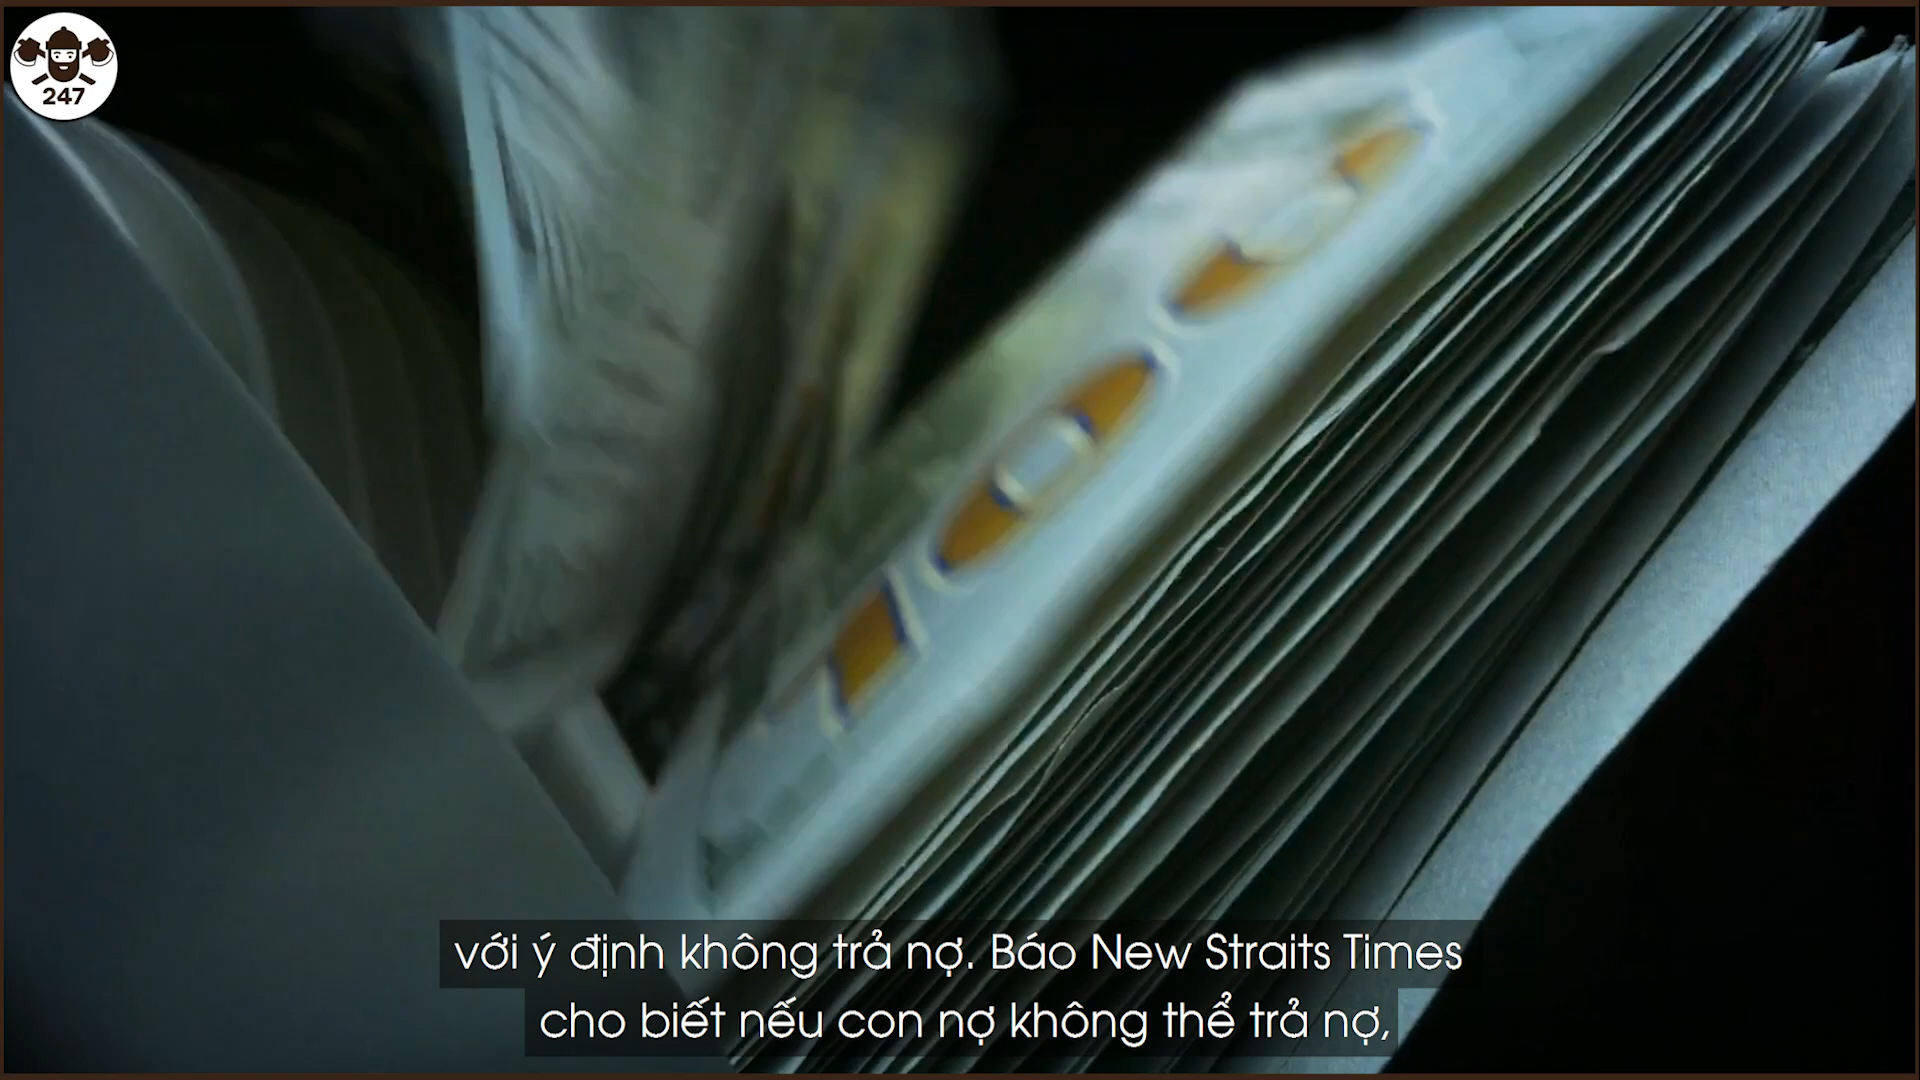 247
với ý định không trả nợ. Báo New Straits Times
cho biết nếu con nợ không thể trả nợ,